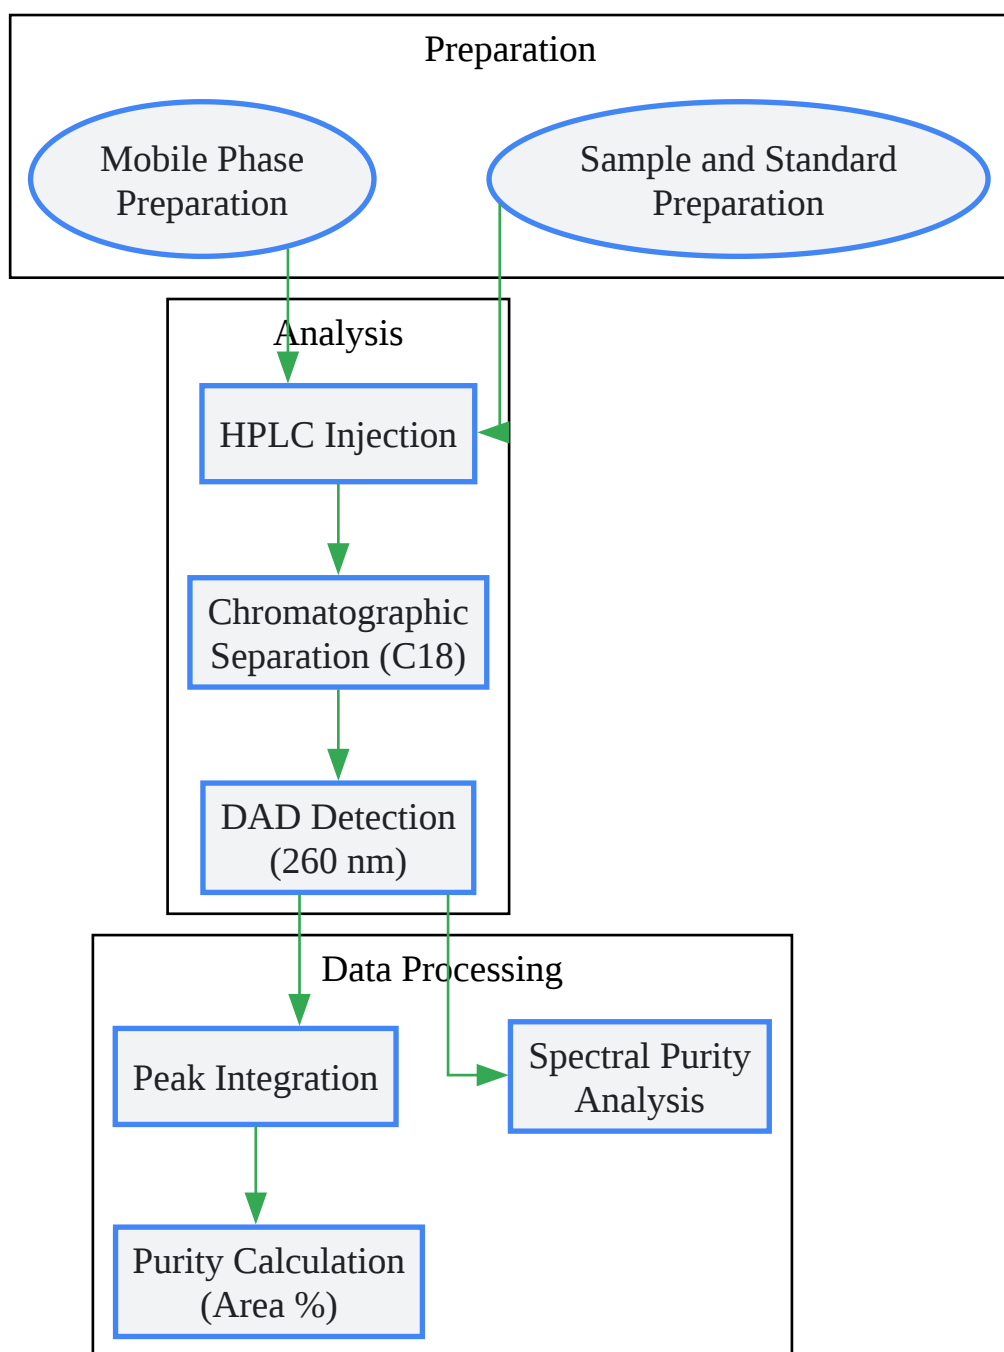 Preparation
Mobile Phase
Preparation
Sample and Standard
Preparation
Analysis
HPLC Injection
Chromatographic
Separation (C18)
DAD Detection
(260 nm)
Data Processing
Peak Integration
Spectral Purity
Analysis
Purity Calculation
(Area %)